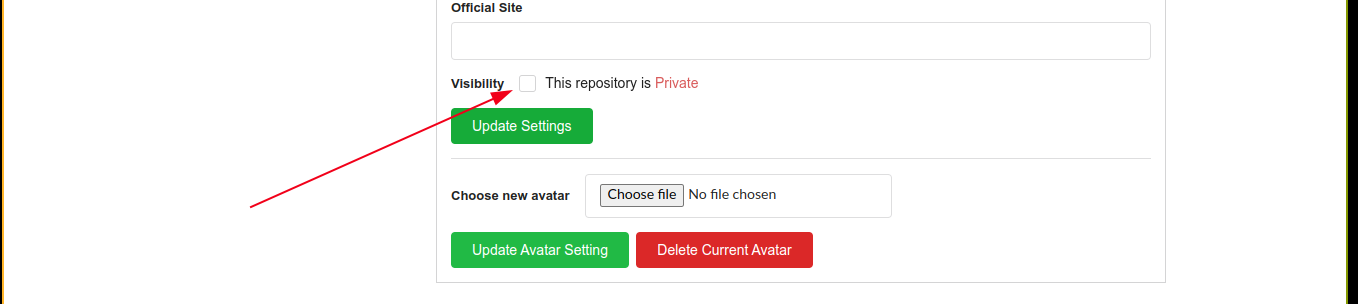 Official Site
Visibility This repository is Private
Update Settings
Choose new avatar Choose file No file chosen
Update Avatar Setting Delete Current Avatar